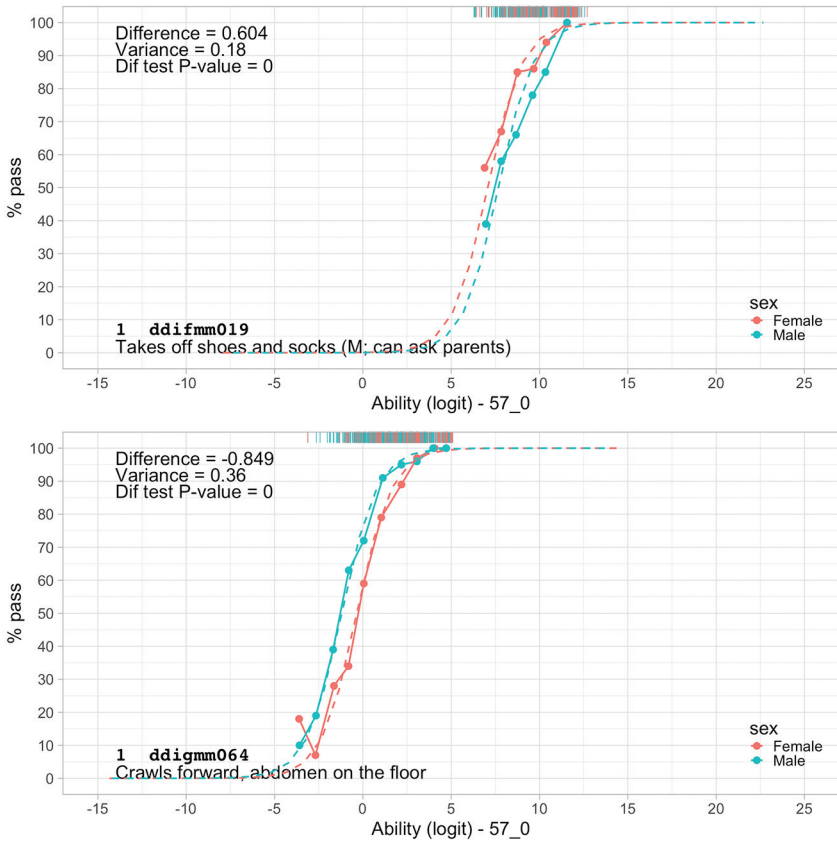 100
90
80
70
60
50
40
30
20
10
0
% pass
Difference = 0.604
Variance = 0.18
Dif test P-value = 0
1 ddifmm019
Takes off shoes and socks (M; can ask parents)
sex
Female
Male
-15 -10 -5 0 5 10 15 20 25
Ability (logit) - 57_0
100
90
80
70
60
50
40
30
20
10
0
% pass
Difference = -0.849
Variance = 0.36
Dif test P-value = 0
1 ddigmm064
Crawls forward, abdomen on the floor
sex
Female
Male
-15 -10 -5 0 5 10 15 20 25
Ability (logit) - 57_0